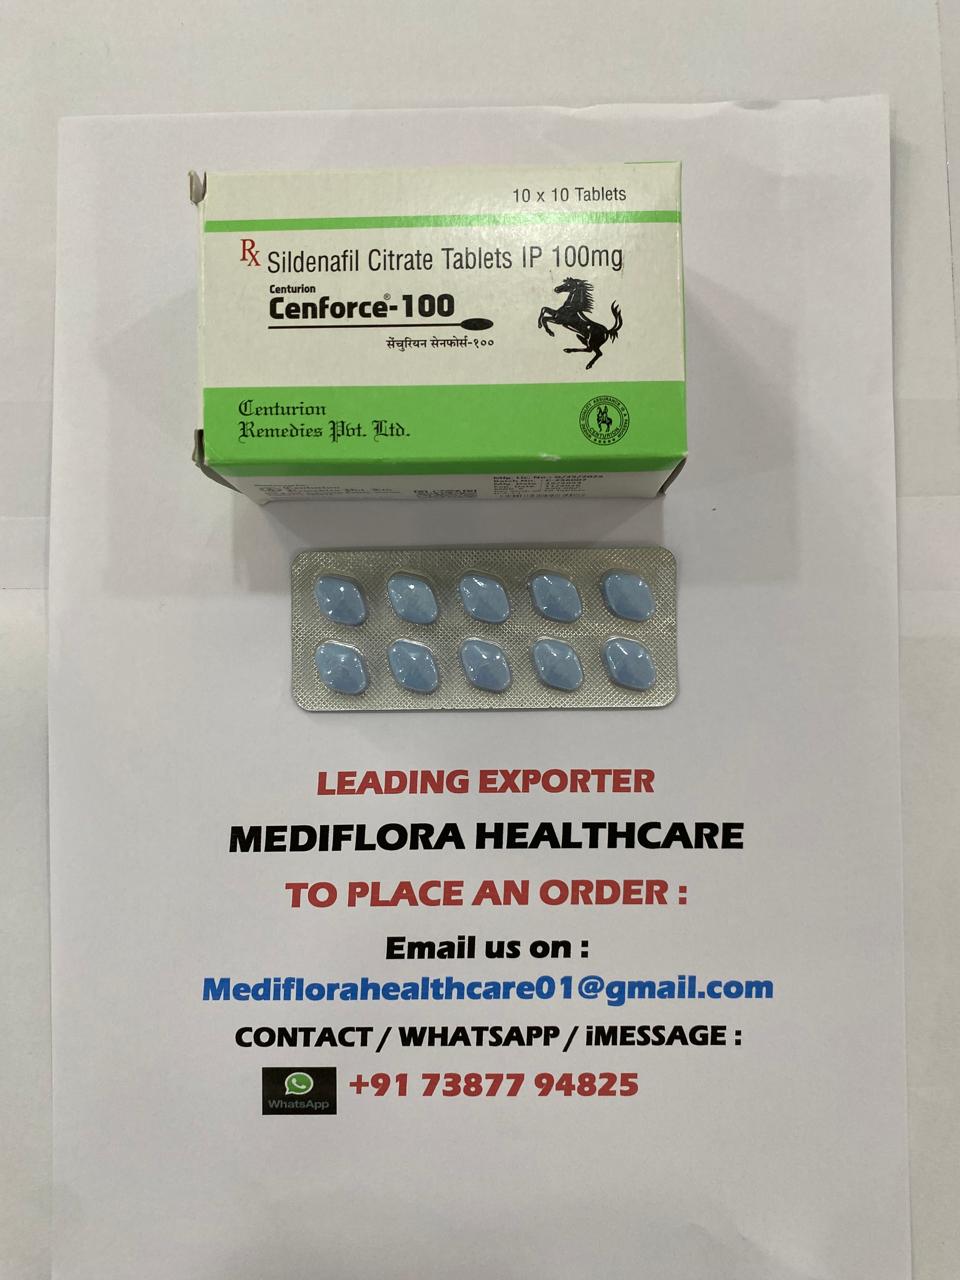 10 x 10 Tablets
Rx Sildenafil Citrate Tablets IP 100mg
Centurion
Cenforce®-100
सेंचुरियन सेनफोर्स-१००
Centurion
Remedies Pvt. Ltd.
CENTURION
LEADING EXPORTER
MEDIFLORA HEALTHCARE
TO PLACE AN ORDER :
Email us on :
Mediflorahealthcare01@gmail.com
CONTACT / WHATSAPP / iMESSAGE :
WhatsApp
+91 73877 94825